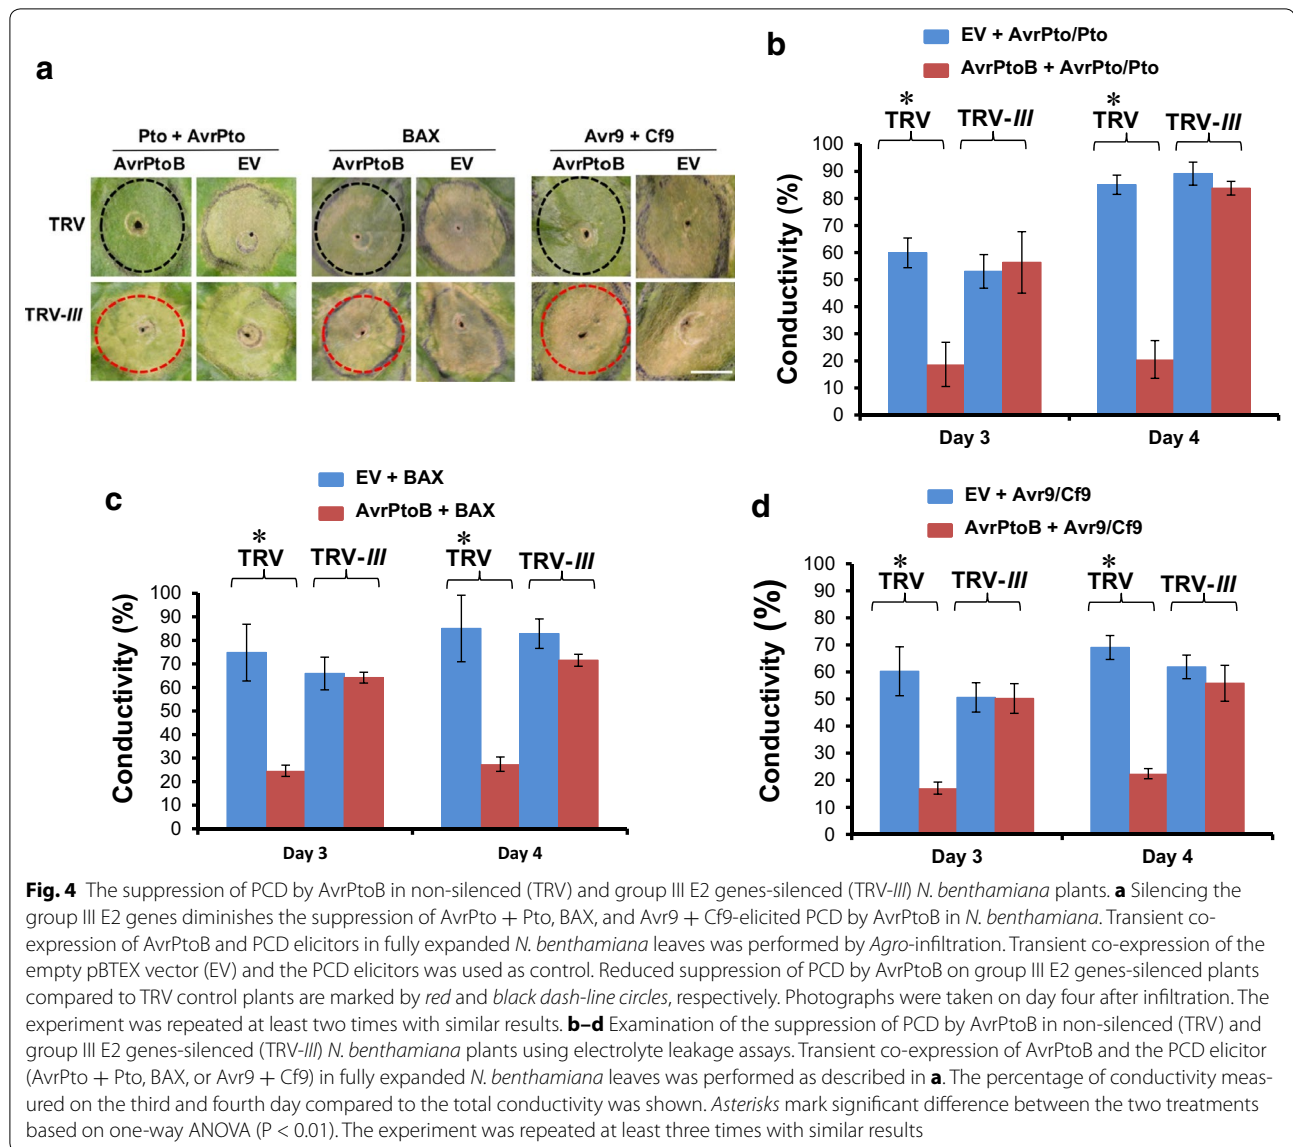 a
Pto + AvrPto
BAX
Avr9 + Cf9
AvrPtoB
EV
AvrPtoB
EV
AvrPtoB
EV
TRV
TRV-III
b
EV + AvrPto/Pto
AvrPtoB + AvrPto/Pto
*
TRV
TRV-III
*
TRV
TRV-III
Conductivity (%)
100
90
80
70
60
50
40
30
20
10
0
Day 3
Day 4
c
EV + BAX
AvrPtoB + BAX
*
TRV
TRV-III
*
TRV
TRV-III
Conductivity (%)
100
90
80
70
60
50
40
30
20
10
0
Day 3
Day 4
d
EV + Avr9/Cf9
AvrPtoB + Avr9/Cf9
*
TRV
TRV-III
*
TRV
TRV-III
Conductivity (%)
100
90
80
70
60
50
40
30
20
10
0
Day 3
Day 4
Fig. 4 The suppression of PCD by AvrPtoB in non-silenced (TRV) and group III E2 genes-silenced (TRV-III) N. benthamiana plants. a Silencing the
group III E2 genes diminishes the suppression of AvrPto + Pto, BAX, and Avr9 + Cf9-elicited PCD by AvrPtoB in N. benthamiana. Transient co-
expression of AvrPtoB and PCD elicitors in fully expanded N. benthamiana leaves was performed by Agro-infiltration. Transient co-expression of the
empty pBTEX vector (EV) and the PCD elicitors was used as control. Reduced suppression of PCD by AvrPtoB on group III E2 genes-silenced plants
compared to TRV control plants are marked by red and black dash-line circles, respectively. Photographs were taken on day four after infiltration. The
experiment was repeated at least two times with similar results. b–d Examination of the suppression of PCD by AvrPtoB in non-silenced (TRV) and
group III E2 genes-silenced (TRV-III) N. benthamiana plants using electrolyte leakage assays. Transient co-expression of AvrPtoB and the PCD elicitor
(AvrPto + Pto, BAX, or Avr9 + Cf9) in fully expanded N. benthamiana leaves was performed as described in a. The percentage of conductivity meas-
ured on the third and fourth day compared to the total conductivity was shown. Asterisks mark significant difference between the two treatments
based on one-way ANOVA (P < 0.01). The experiment was repeated at least three times with similar results